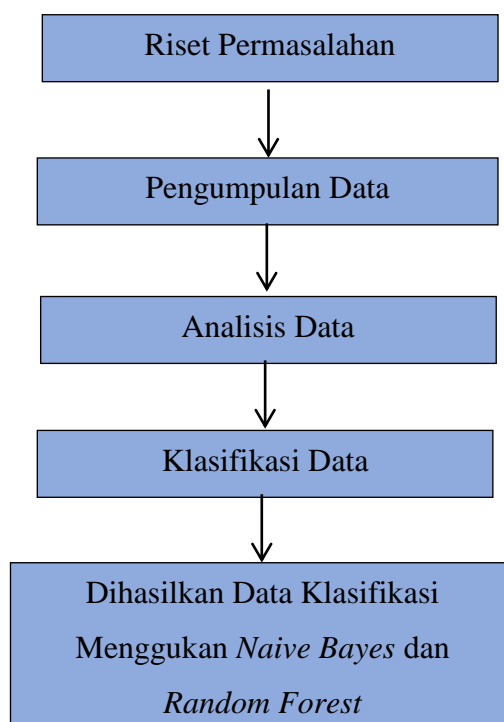 Riset Permasalahan
Pengumpulan Data
Analisis Data
Klasifikasi Data
Dihasilkan Data Klasifikasi
Menggukan Naive Bayes dan
Random Forest